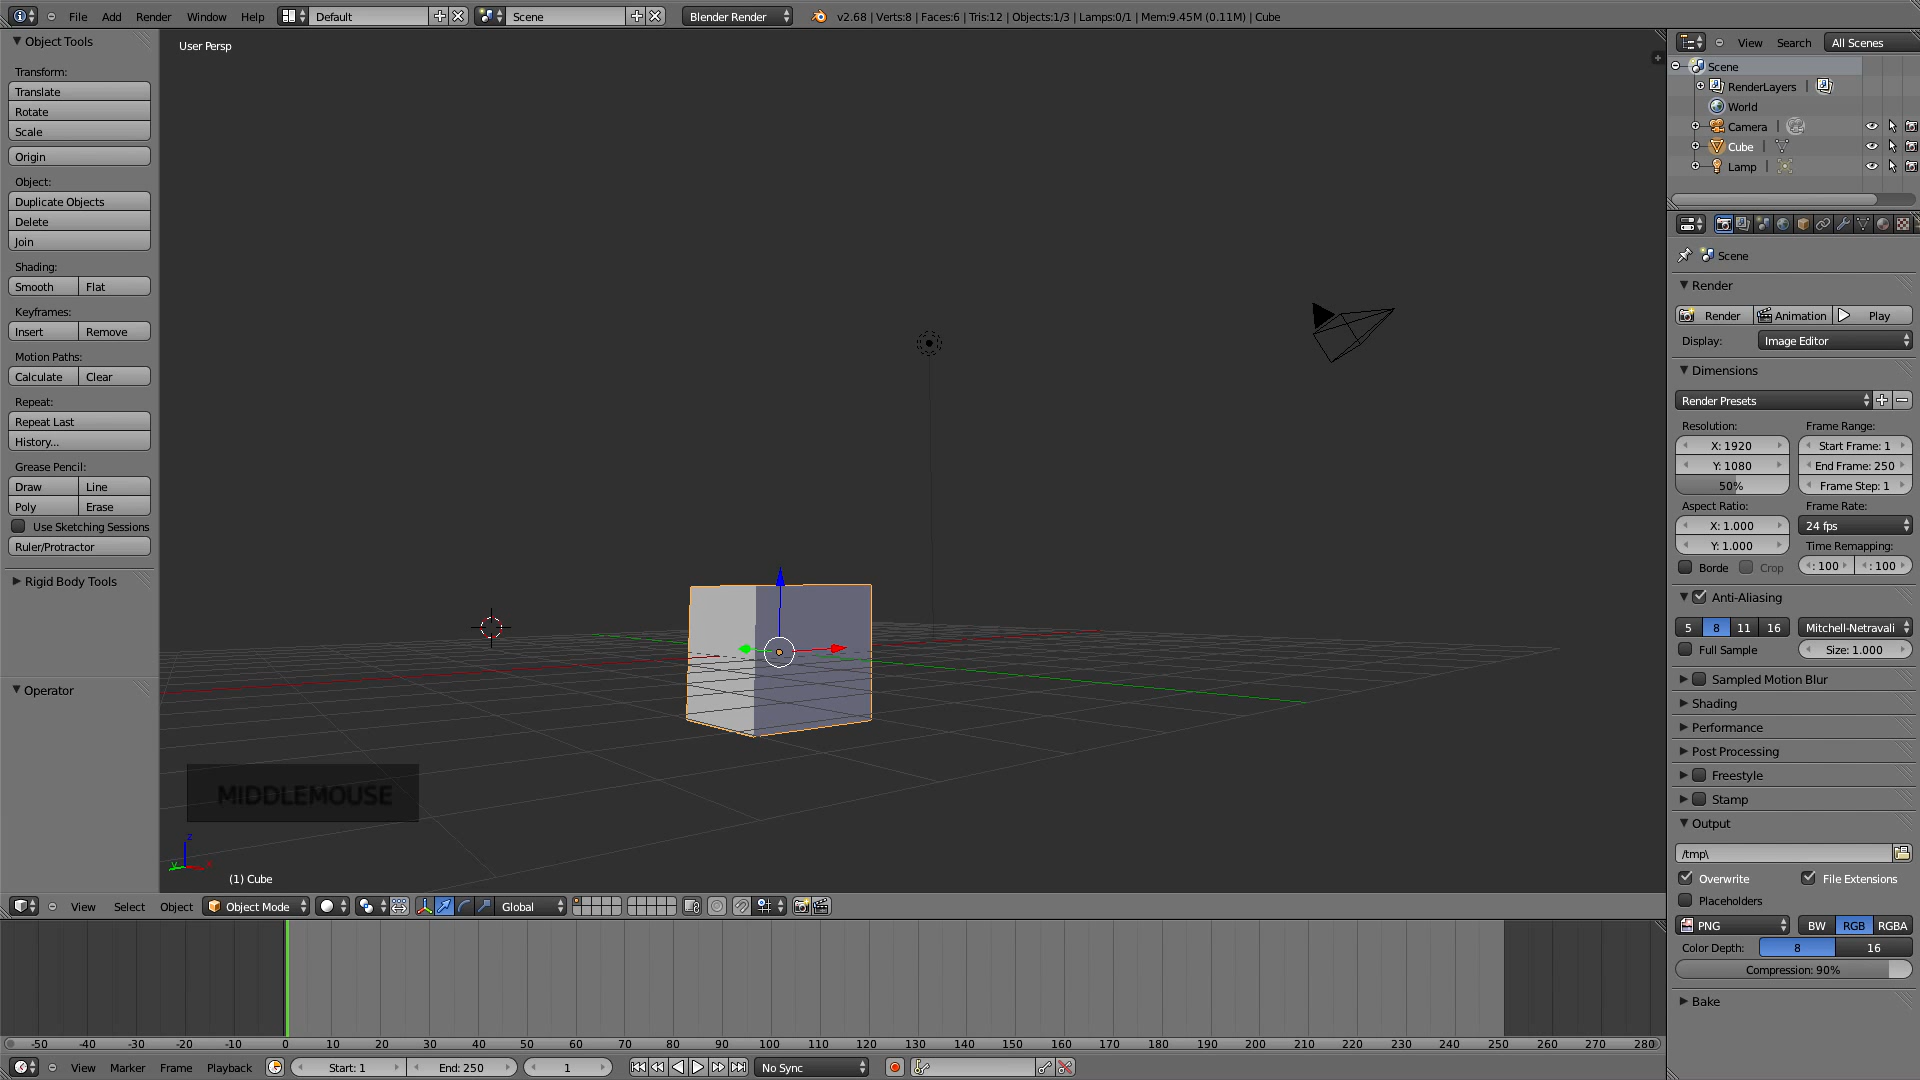 File Add Render Window Help Default Scene Blender Render v2.68 | Verts:8 | Faces:6 | Tris:12 | Objects:1/3 | Lamps:0/1 | Mem:9.45M (0.11M) | Cube
Object Tools
Transform:
Translate
Rotate
Scale
Origin
Object:
Duplicate Objects
Delete
Join
Shading:
Smooth Flat
Keyframes:
Insert Remove
Motion Paths:
Calculate Clear
Repeat:
Repeat Last
History...
Grease Pencil:
Draw Line
Poly Erase
Use Sketching Sessions
Ruler/Protractor
Rigid Body Tools
Operator
User Persp
MIDDLEMOUSE
z
y x
(1) Cube
View Select Object Object Mode Global
-50 -40 -30 -20 -10 0 10 20 30 40 50 60 70 80 90 100 110 120 130 140 150 160 170 180 190 200 210 220 230 240 250 260 270 280
View Marker Frame Playback Start: 1 End: 250 1 No Sync
View Search All Scenes
Scene
RenderLayers
World
Camera
Cube
Lamp
Scene
Render
Render Animation Play
Display: Image Editor
Dimensions
Render Presets
Resolution: Frame Range:
X: 1920 Start Frame: 1
Y: 1080 End Frame: 250
50% Frame Step: 1
Aspect Ratio: Frame Rate:
X: 1.000 24 fps
Y: 1.000 Time Remapping:
Borde Crop : 100 : 100
Anti-Aliasing
5 8 11 16 Mitchell-Netravali
Full Sample Size: 1.000
Sampled Motion Blur
Shading
Performance
Post Processing
Freestyle
Stamp
Output
/tmp\
Overwrite File Extensions
Placeholders
PNG BW RGB RGBA
Color Depth: 8 16
Compression: 90%
Bake